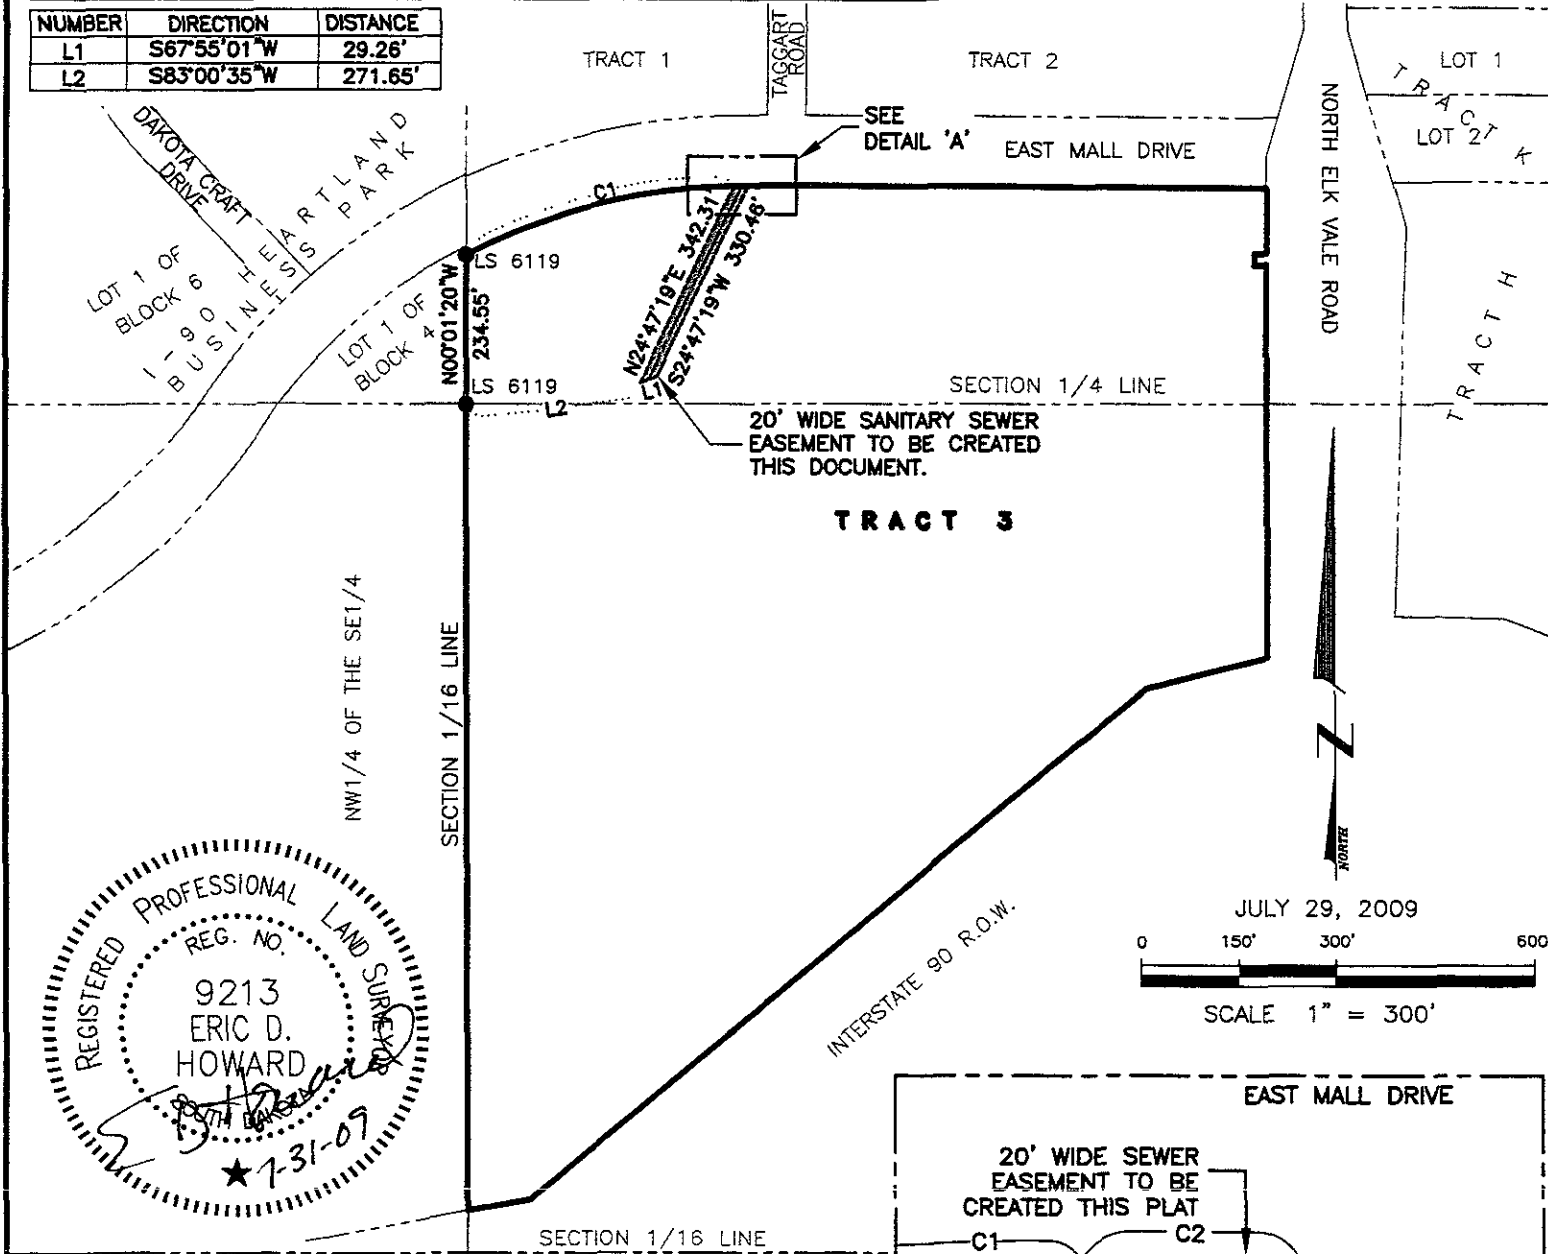 NUMBER DIRECTION DISTANCE
L1 S67°55'01"W 29.26'
L2 S83°00'35"W 271.65'
TRACT 1
TAGGART
ROAD
TRACT 2
LOT 1
TRACT K
LOT 2
SEE
DETAIL 'A'
EAST MALL DRIVE
NORTH ELK VALE ROAD
DAKOTA CRAFT
DRIVE
I-90 HEARTLAND
BUSINESS PARK
LOT 1 OF
BLOCK 6
LOT 1 OF
BLOCK 4
C1
LS 6119
N00°01'20"W
234.55'
LS 6119
L2
N24°47'19"E 342.31'
S24°47'19"W 330.46'
L1
SECTION 1/4 LINE
TRACT H
20' WIDE SANITARY SEWER
EASEMENT TO BE CREATED
THIS DOCUMENT.
TRACT 3
NW1/4 OF THE SE1/4
SECTION 1/16 LINE
N
NORTH
JULY 29, 2009
0 150' 300' 600
SCALE 1" = 300'
INTERSTATE 90 R.O.W.
REGISTERED PROFESSIONAL LAND SURVEYOR
REG. NO.
9213
ERIC D.
HOWARD
SOUTH DAKOTA
7-31-09
SECTION 1/16 LINE
EAST MALL DRIVE
20' WIDE SEWER
EASEMENT TO BE
CREATED THIS PLAT
C1
C2